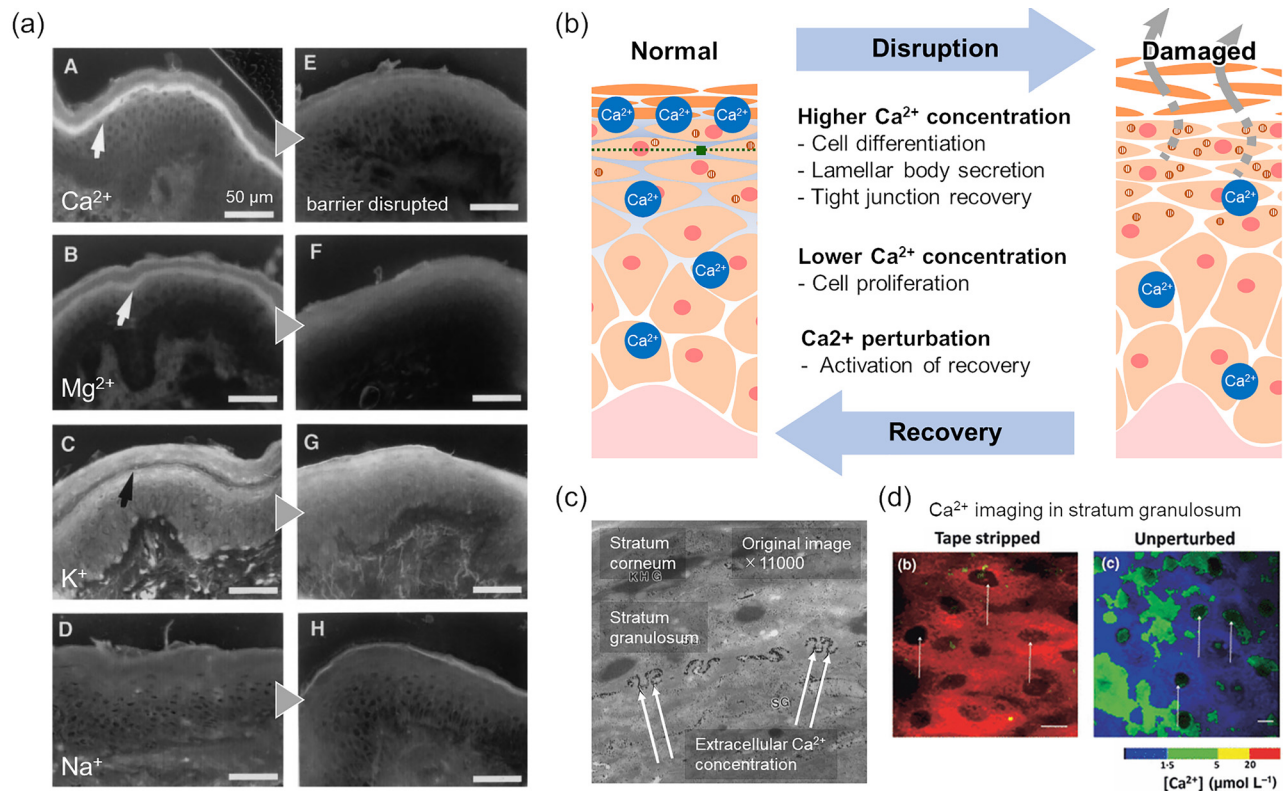 (a)
A
Ca²⁺
50 μm
E
barrier disrupted
B
Mg²⁺
F
C
K⁺
G
D
Na⁺
H
(b)
Normal
Disruption
Damaged
Ca²⁺
Ca²⁺
Ca²⁺
Ca²⁺
Ca²⁺
Ca²⁺
Higher Ca²⁺ concentration
- Cell differentiation
- Lamellar body secretion
- Tight junction recovery
Lower Ca²⁺ concentration
- Cell proliferation
Ca2+ perturbation
- Activation of recovery
Ca²⁺
Ca²⁺
Ca²⁺
Recovery
(c)
Stratum
corneum
KHG
Original image
× 11000
Stratum
granulosum
SG
Extracellular Ca²⁺
concentration
(d)
Ca²⁺ imaging in stratum granulosum
Tape stripped
Unperturbed
(b)
(c)
1·5 5 20
[Ca²⁺] (μmol L⁻¹)